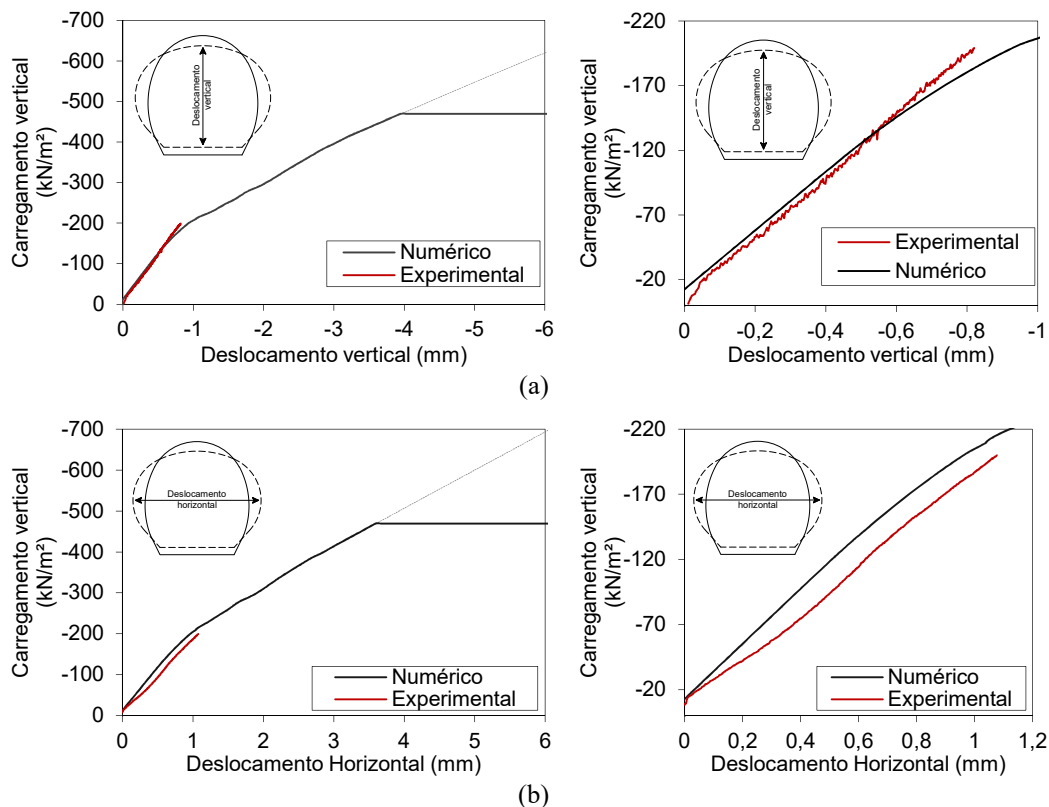 -700
-600
-500
-400
-300
-200
-100
0
Carregamento vertical
(kN/m²)
Deslocamento
vertical
Numérico
Experimental
0
-1
-2
-3
-4
-5
-6
Deslocamento vertical (mm)
-220
-170
-120
-70
-20
Carregamento vertical
(kN/m²)
Deslocamento
vertical
Experimental
Numérico
0
-0,2
-0,4
-0,6
-0,8
-1
Deslocamento vertical (mm)
(a)
-700
-600
-500
-400
-300
-200
-100
0
Carregamento vertical
(kN/m²)
Deslocamento
horizontal
Numérico
Experimental
0
1
2
3
4
5
6
Deslocamento Horizontal (mm)
-220
-170
-120
-70
-20
Carregamento vertical
(kN/m²)
Deslocamento
horizontal
Numérico
Experimental
0
0,2
0,4
0,6
0,8
1
1,2
Deslocamento Horizontal (mm)
(b)